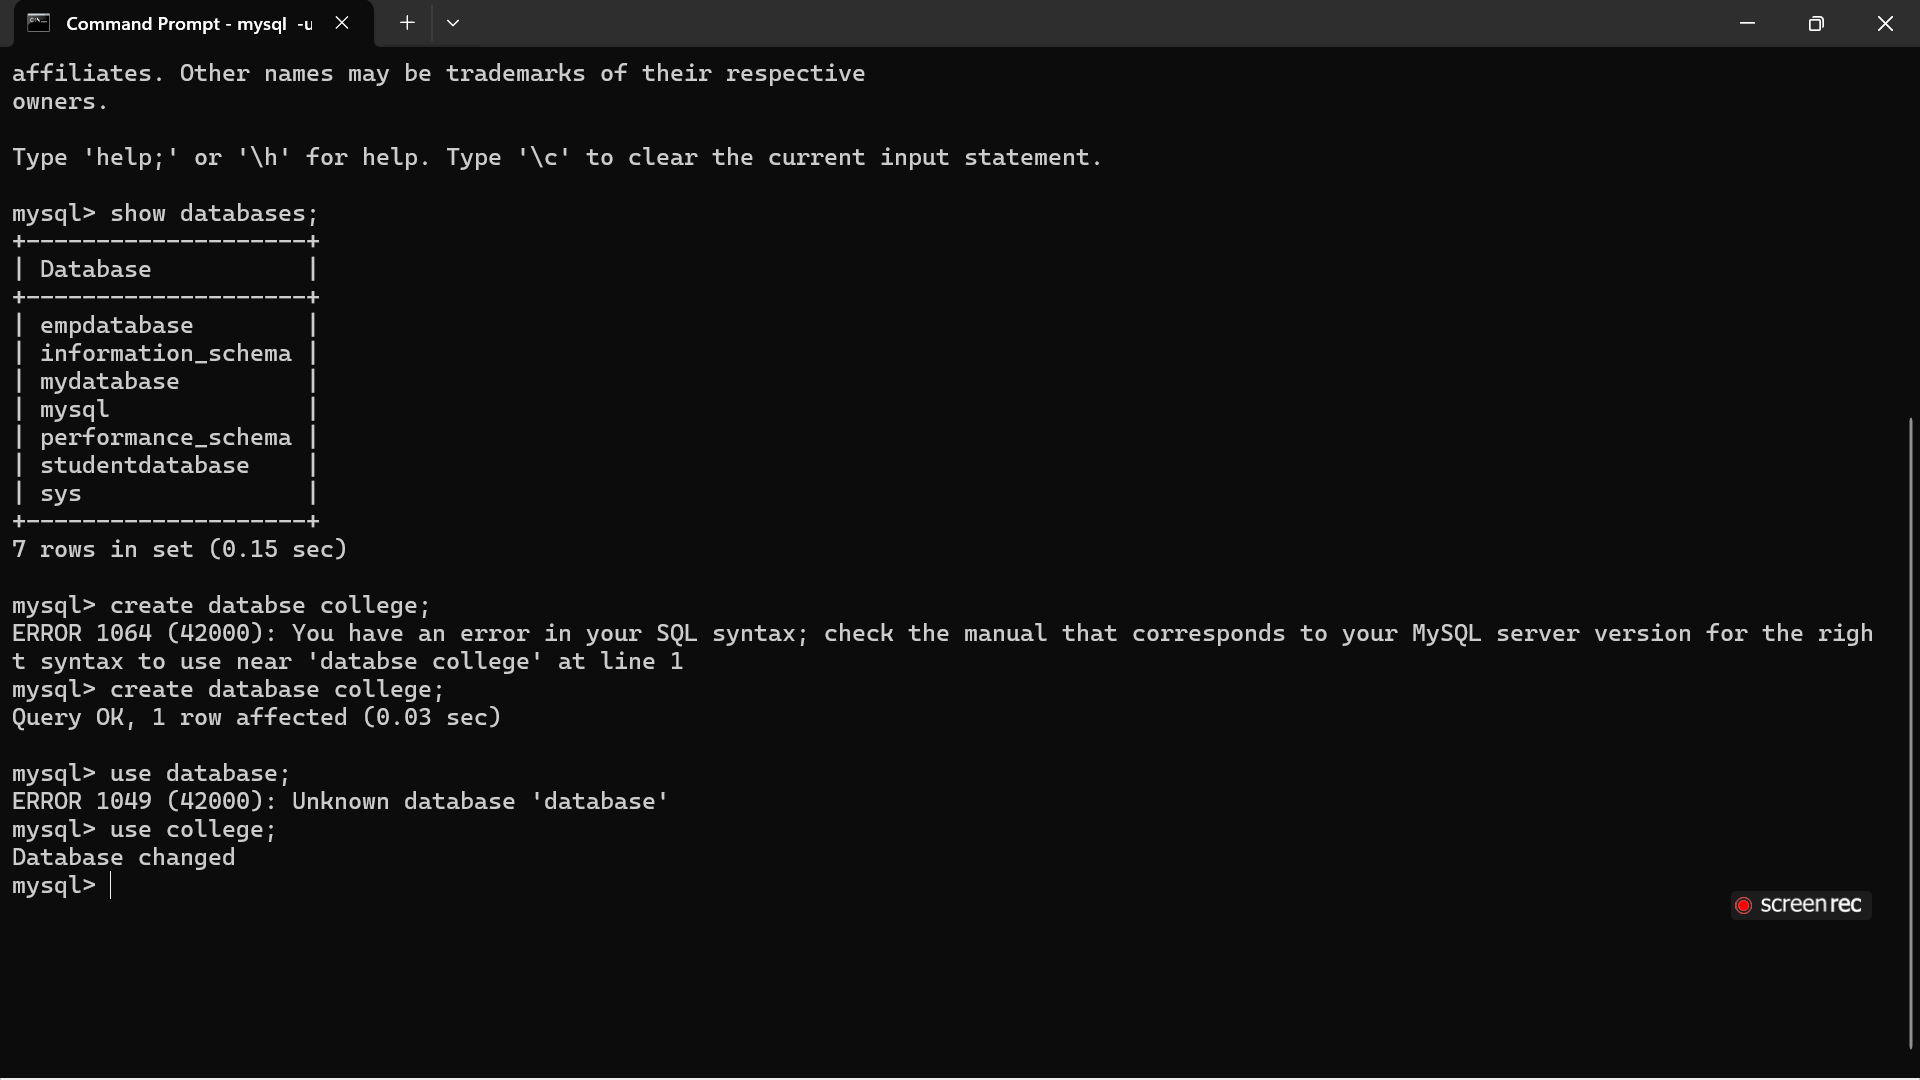 Command Prompt - mysql -u
affiliates. Other names may be trademarks of their respective
owners.
Type 'help;' or '\h' for help. Type '\c' to clear the current input statement.
mysql> show databases;
+--------------------+
| Database           |
+--------------------+
| empdatabase        |
| information_schema |
| mydatabase         |
| mysql              |
| performance_schema |
| studentdatabase    |
| sys                |
+--------------------+
7 rows in set (0.15 sec)
mysql> create databse college;
ERROR 1064 (42000): You have an error in your SQL syntax; check the manual that corresponds to your MySQL server version for the righ
t syntax to use near 'databse college' at line 1
mysql> create database college;
Query OK, 1 row affected (0.03 sec)
mysql> use database;
ERROR 1049 (42000): Unknown database 'database'
mysql> use college;
Database changed
mysql>
screenrec